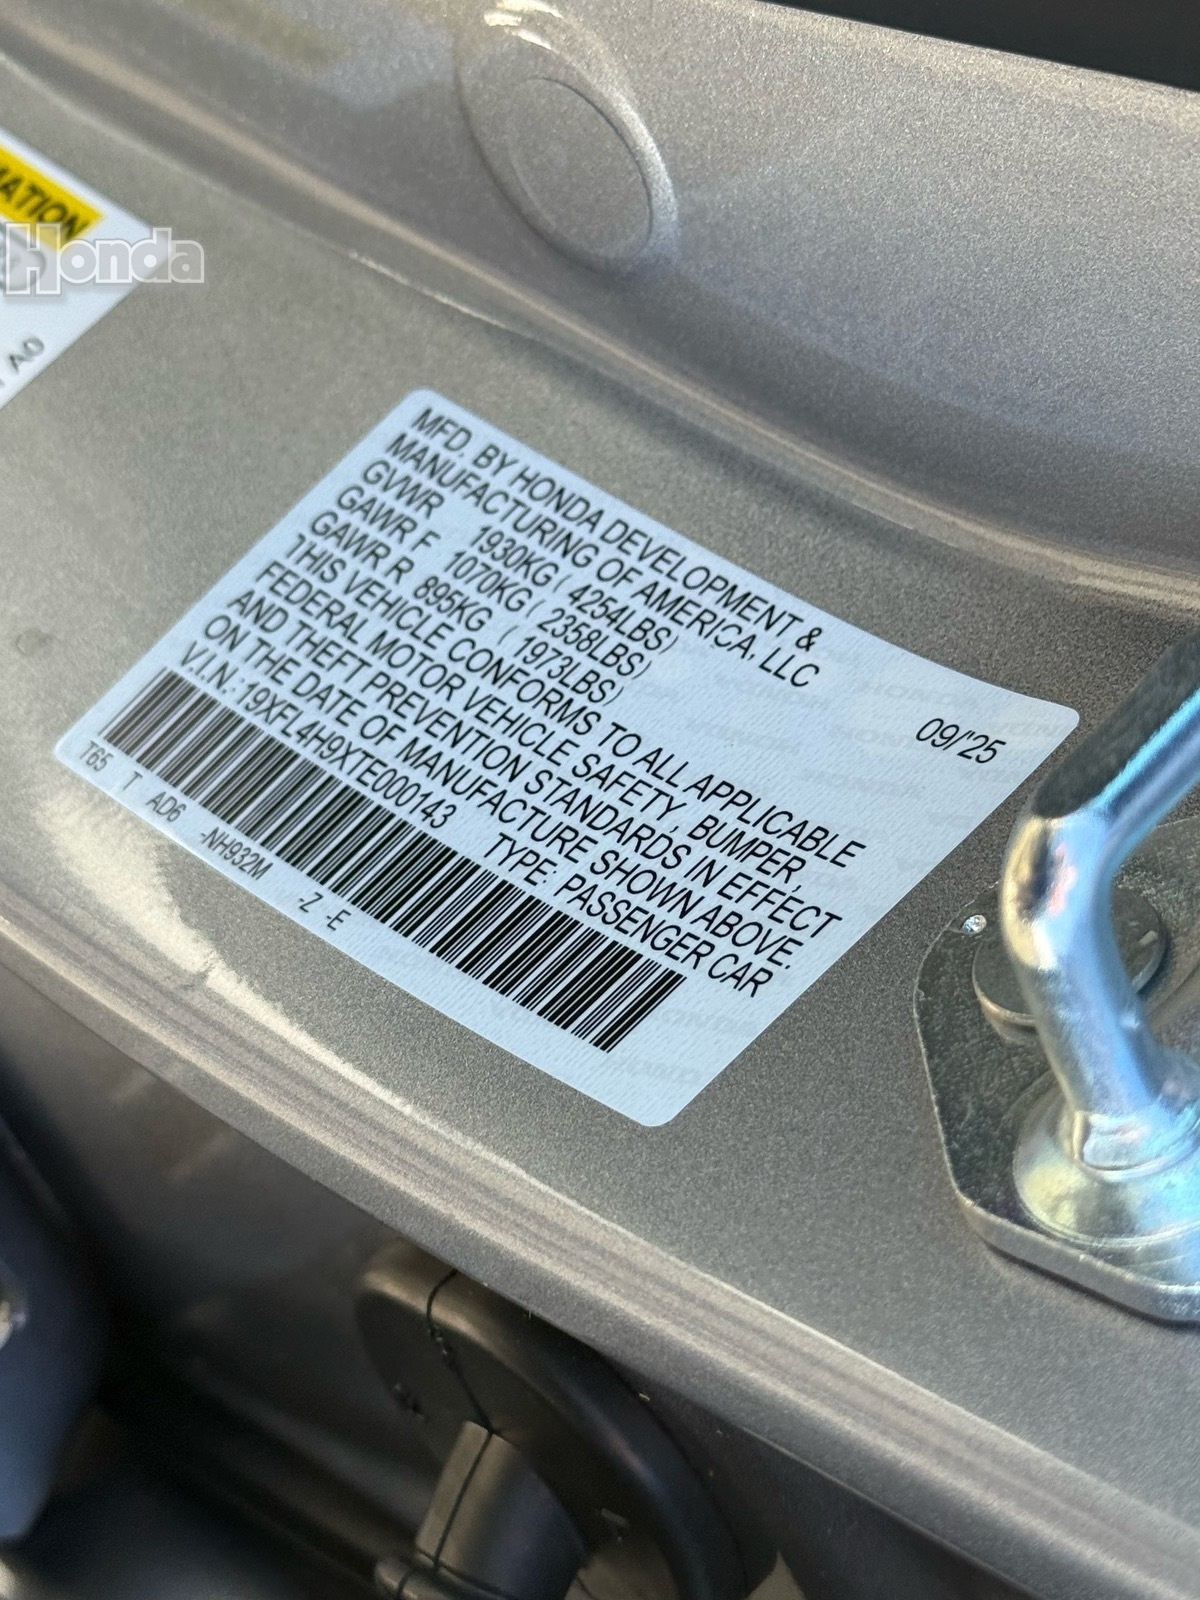 MATION
Honda
A0
MFD. BY HONDA DEVELOPMENT &
MANUFACTURING OF AMERICA, LLC
GVWR 1930KG ( 4254LBS)
GAWR F 1070KG ( 2358LBS) 09/'25
GAWR R 895KG ( 1973LBS)
THIS VEHICLE CONFORMS TO ALL APPLICABLE
FEDERAL MOTOR VEHICLE SAFETY, BUMPER,
AND THEFT PREVENTION STANDARDS IN EFFECT
ON THE DATE OF MANUFACTURE SHOWN ABOVE.
V.I.N.: 19XFL4H9XTE000143 TYPE: PASSENGER CAR
T65 T AD6 -NH932M -Z -E